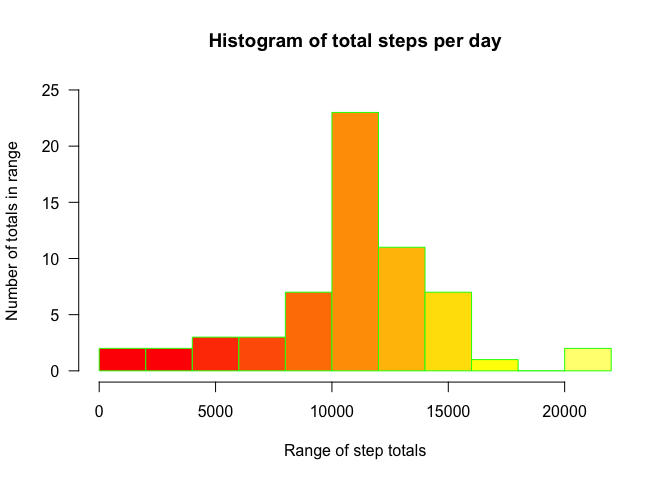 Histogram of total steps per day
Number of totals in range
25
20
15
10
5
0
0 5000 10000 15000 20000
Range of step totals